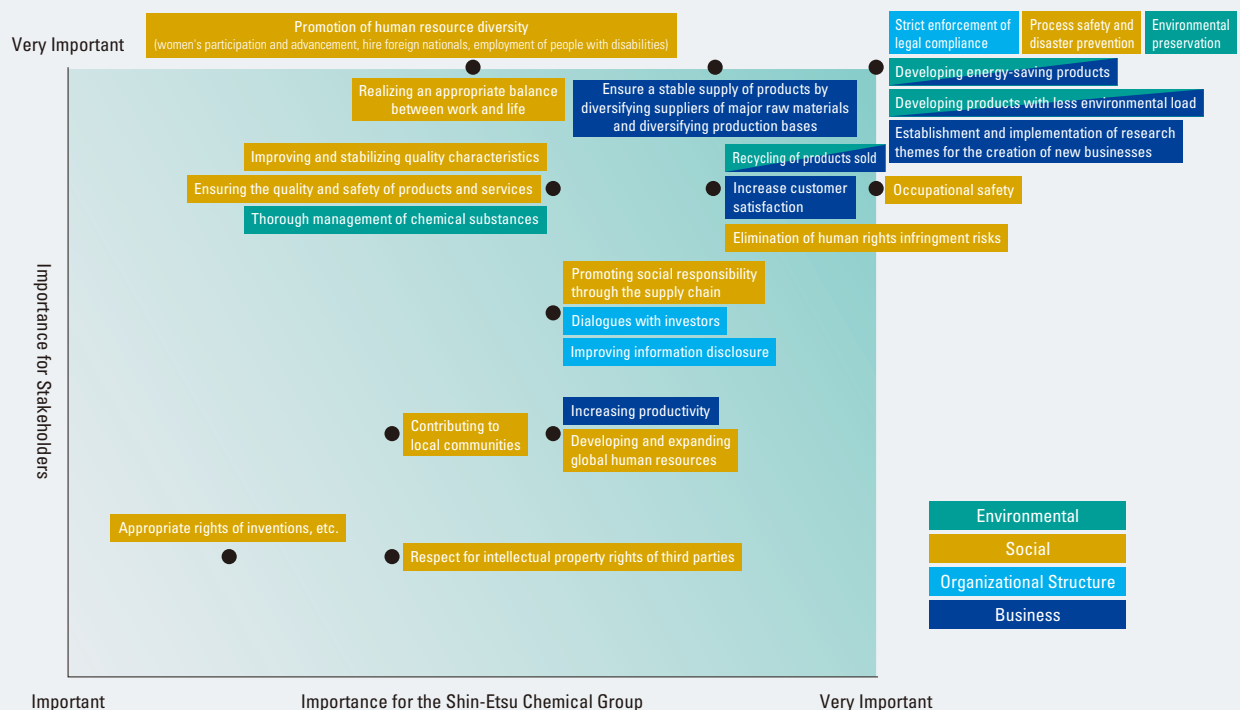 Promotion of human resource diversity
(women's participation and advancement, hire foreign nationals, employment of people with disabilities)
Very Important
Strict enforcement of
legal compliance
Process safety and
disaster prevention
Environmental
preservation
Realizing an appropriate balance
between work and life
Ensure a stable supply of products by
diversifying suppliers of major raw materials
and diversifying production bases
Developing energy-saving products
Developing products with less environmental load
Establishment and implementation of research
themes for the creation of new businesses
Improving and stabilizing quality characteristics
Ensuring the quality and safety of products and services
Thorough management of chemical substances
Recycling of products sold
Increase customer
satisfaction
Occupational safety
Elimination of human rights infringment risks
Importance for Stakeholders
Promoting social responsibility
through the supply chain
Dialogues with investors
Improving information disclosure
Contributing to
local communities
Increasing productivity
Developing and expanding
global human resources
Appropriate rights of inventions, etc.
Respect for intellectual property rights of third parties
Environmental
Social
Organizational Structure
Business
Important
Importance for the Shin-Etsu Chemical Group
Very Important